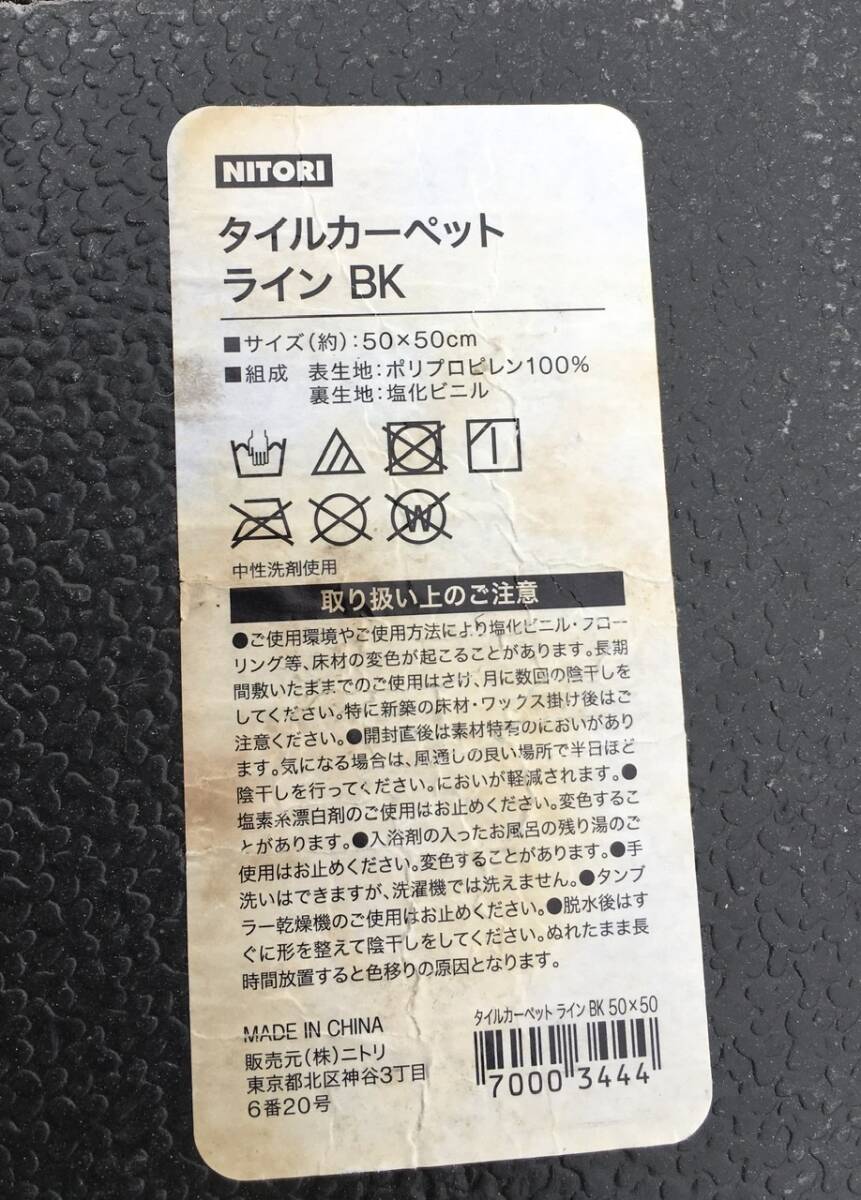 NITORI
タイルカーペット
ライン BK
■サイズ(約):50×50cm
■組成 表生地:ポリプロピレン100%
裏生地:塩化ビニル
W
中性洗剤使用
取り扱い上のご注意
●ご使用環境やご使用方法により塩化ビニル・フロー
リング等、床材の変色が起こることがあります。長期
間敷いたままでのご使用はさけ、月に数回の陰干しを
してください。特に新築の床材・ワックス掛け後はご
注意ください。●開封直後は素材特有のにおいがあり
ます。気になる場合は、風通しの良い場所で半日ほど
陰干しを行ってください。においが軽減されます。●
塩素系漂白剤のご使用はお止めください。変色するこ
とがあります。●入浴剤の入ったお風呂の残り湯のご
使用はお止めください。変色することがあります。●手
洗いはできますが、洗濯機では洗えません。●タンブ
ラー乾燥機のご使用はお止めください。●脱水後はす
ぐに形を整えて陰干しをしてください。ぬれたまま長
時間放置すると色移りの原因となります。
MADE IN CHINA
販売元(株)ニトリ
東京都北区神谷3丁目
6番20号
タイルカーペット ライン BK 50×50
7000 3444